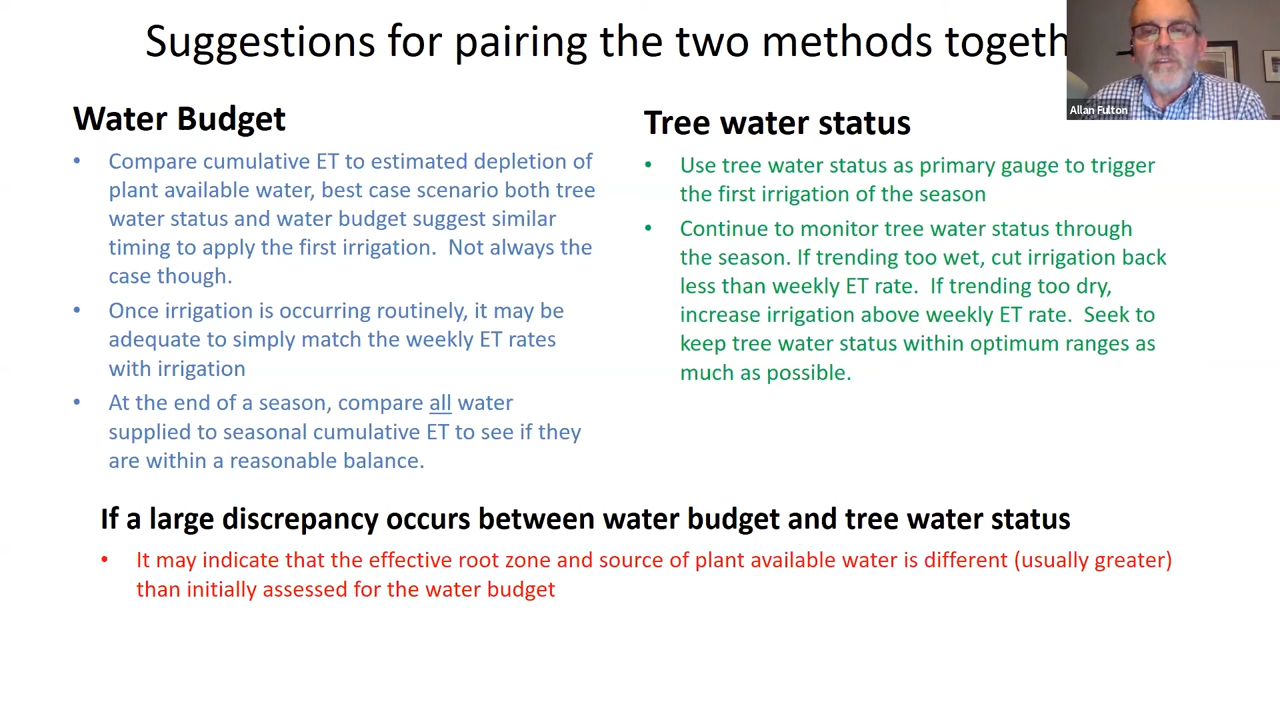 Suggestions for pairing the two methods togeth
Allan Fulton
Water Budget
• Compare cumulative ET to estimated depletion of
plant available water, best case scenario both tree
water status and water budget suggest similar
timing to apply the first irrigation.  Not always the
case though.
• Once irrigation is occurring routinely, it may be
adequate to simply match the weekly ET rates
with irrigation
• At the end of a season, compare all water
supplied to seasonal cumulative ET to see if they
are within a reasonable balance.
Tree water status
• Use tree water status as primary gauge to trigger
the first irrigation of the season
• Continue to monitor tree water status through
the season. If trending too wet, cut irrigation back
less than weekly ET rate.  If trending too dry,
increase irrigation above weekly ET rate.  Seek to
keep tree water status within optimum ranges as
much as possible.
If a large discrepancy occurs between water budget and tree water status
• It may indicate that the effective root zone and source of plant available water is different (usually greater)
than initially assessed for the water budget